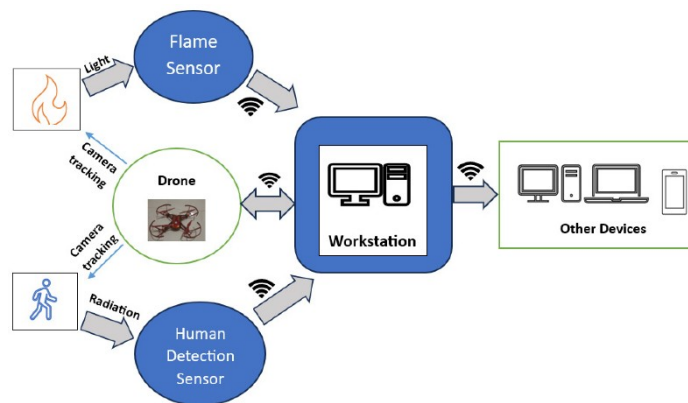 Flame
Sensor
Light
Camera
tracking
Drone
Camera
tracking
Workstation
Other Devices
Radiation
Human
Detection
Sensor